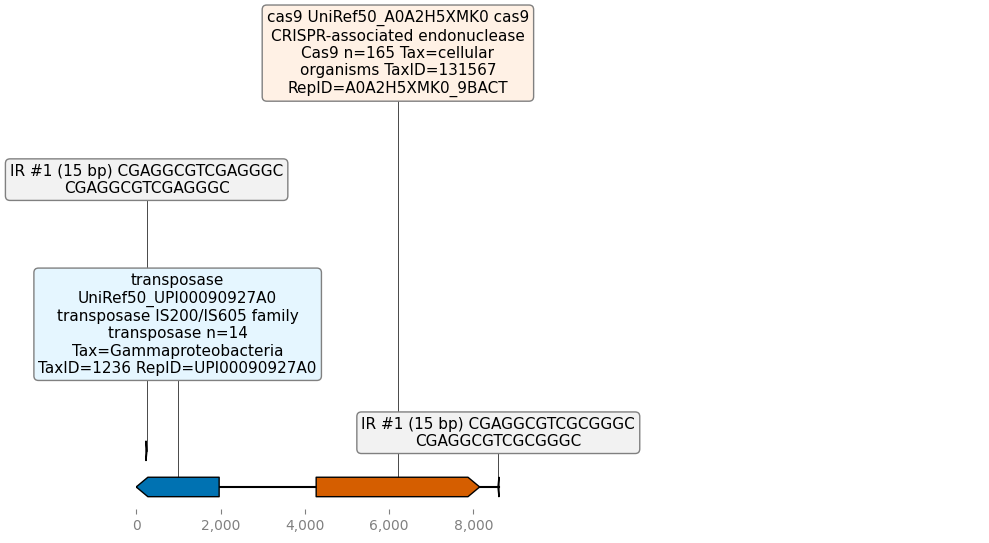 cas9 UniRef50_A0A2H5XMK0 cas9
CRISPR-associated endonuclease
Cas9 n=165 Tax=cellular
organisms TaxID=131567
RepID=A0A2H5XMK0_9BACT
IR #1 (15 bp) CGAGGCGTCGAGGGC
CGAGGCGTCGAGGGC
transposase
UniRef50_UPI00090927A0
transposase IS200/IS605 family
transposase n=14
Tax=Gammaproteobacteria
TaxID=1236 RepID=UPI00090927A0
IR #1 (15 bp) CGAGGCGTCGCGGGC
CGAGGCGTCGCGGGC
0 2,000 4,000 6,000 8,000